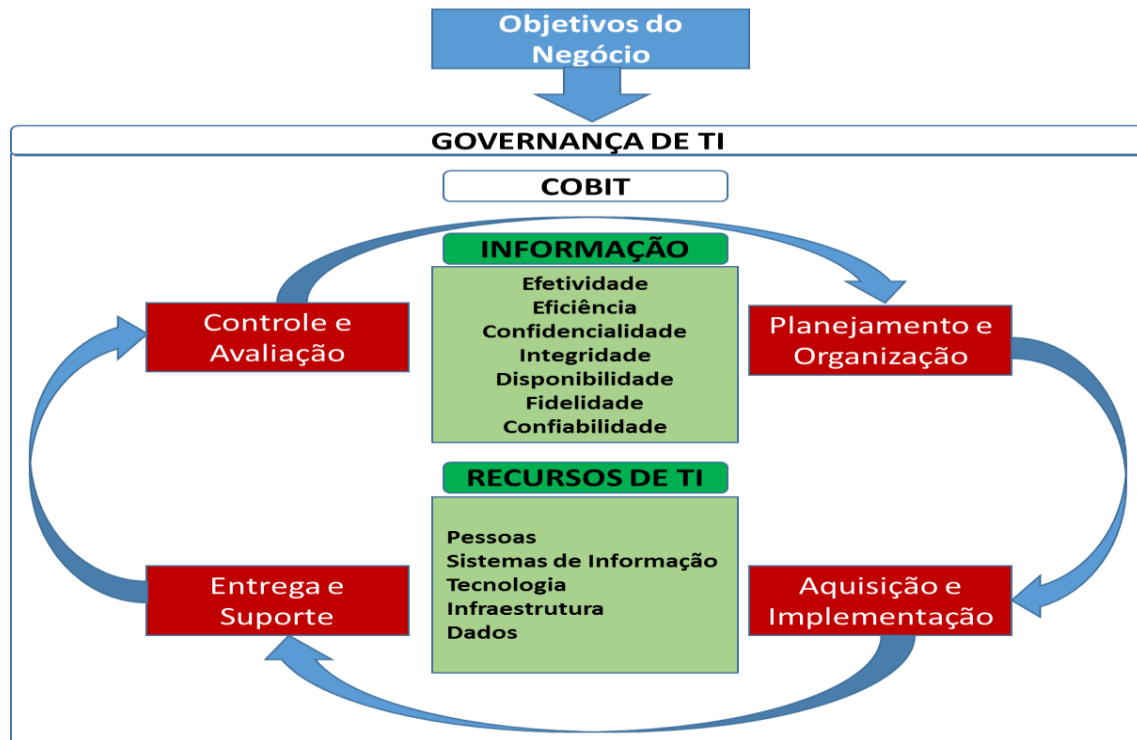 Objetivos do
Negócio
GOVERNANÇA DE TI
COBIT
INFORMAÇÃO
Efetividade
Eficiência
Confidencialidade
Integridade
Disponibilidade
Fidelidade
Confiabilidade
Controle e
Avaliação
Planejamento e
Organização
RECURSOS DE TI
Pessoas
Sistemas de Informação
Tecnologia
Infraestrutura
Dados
Entrega e
Suporte
Aquisição e
Implementação